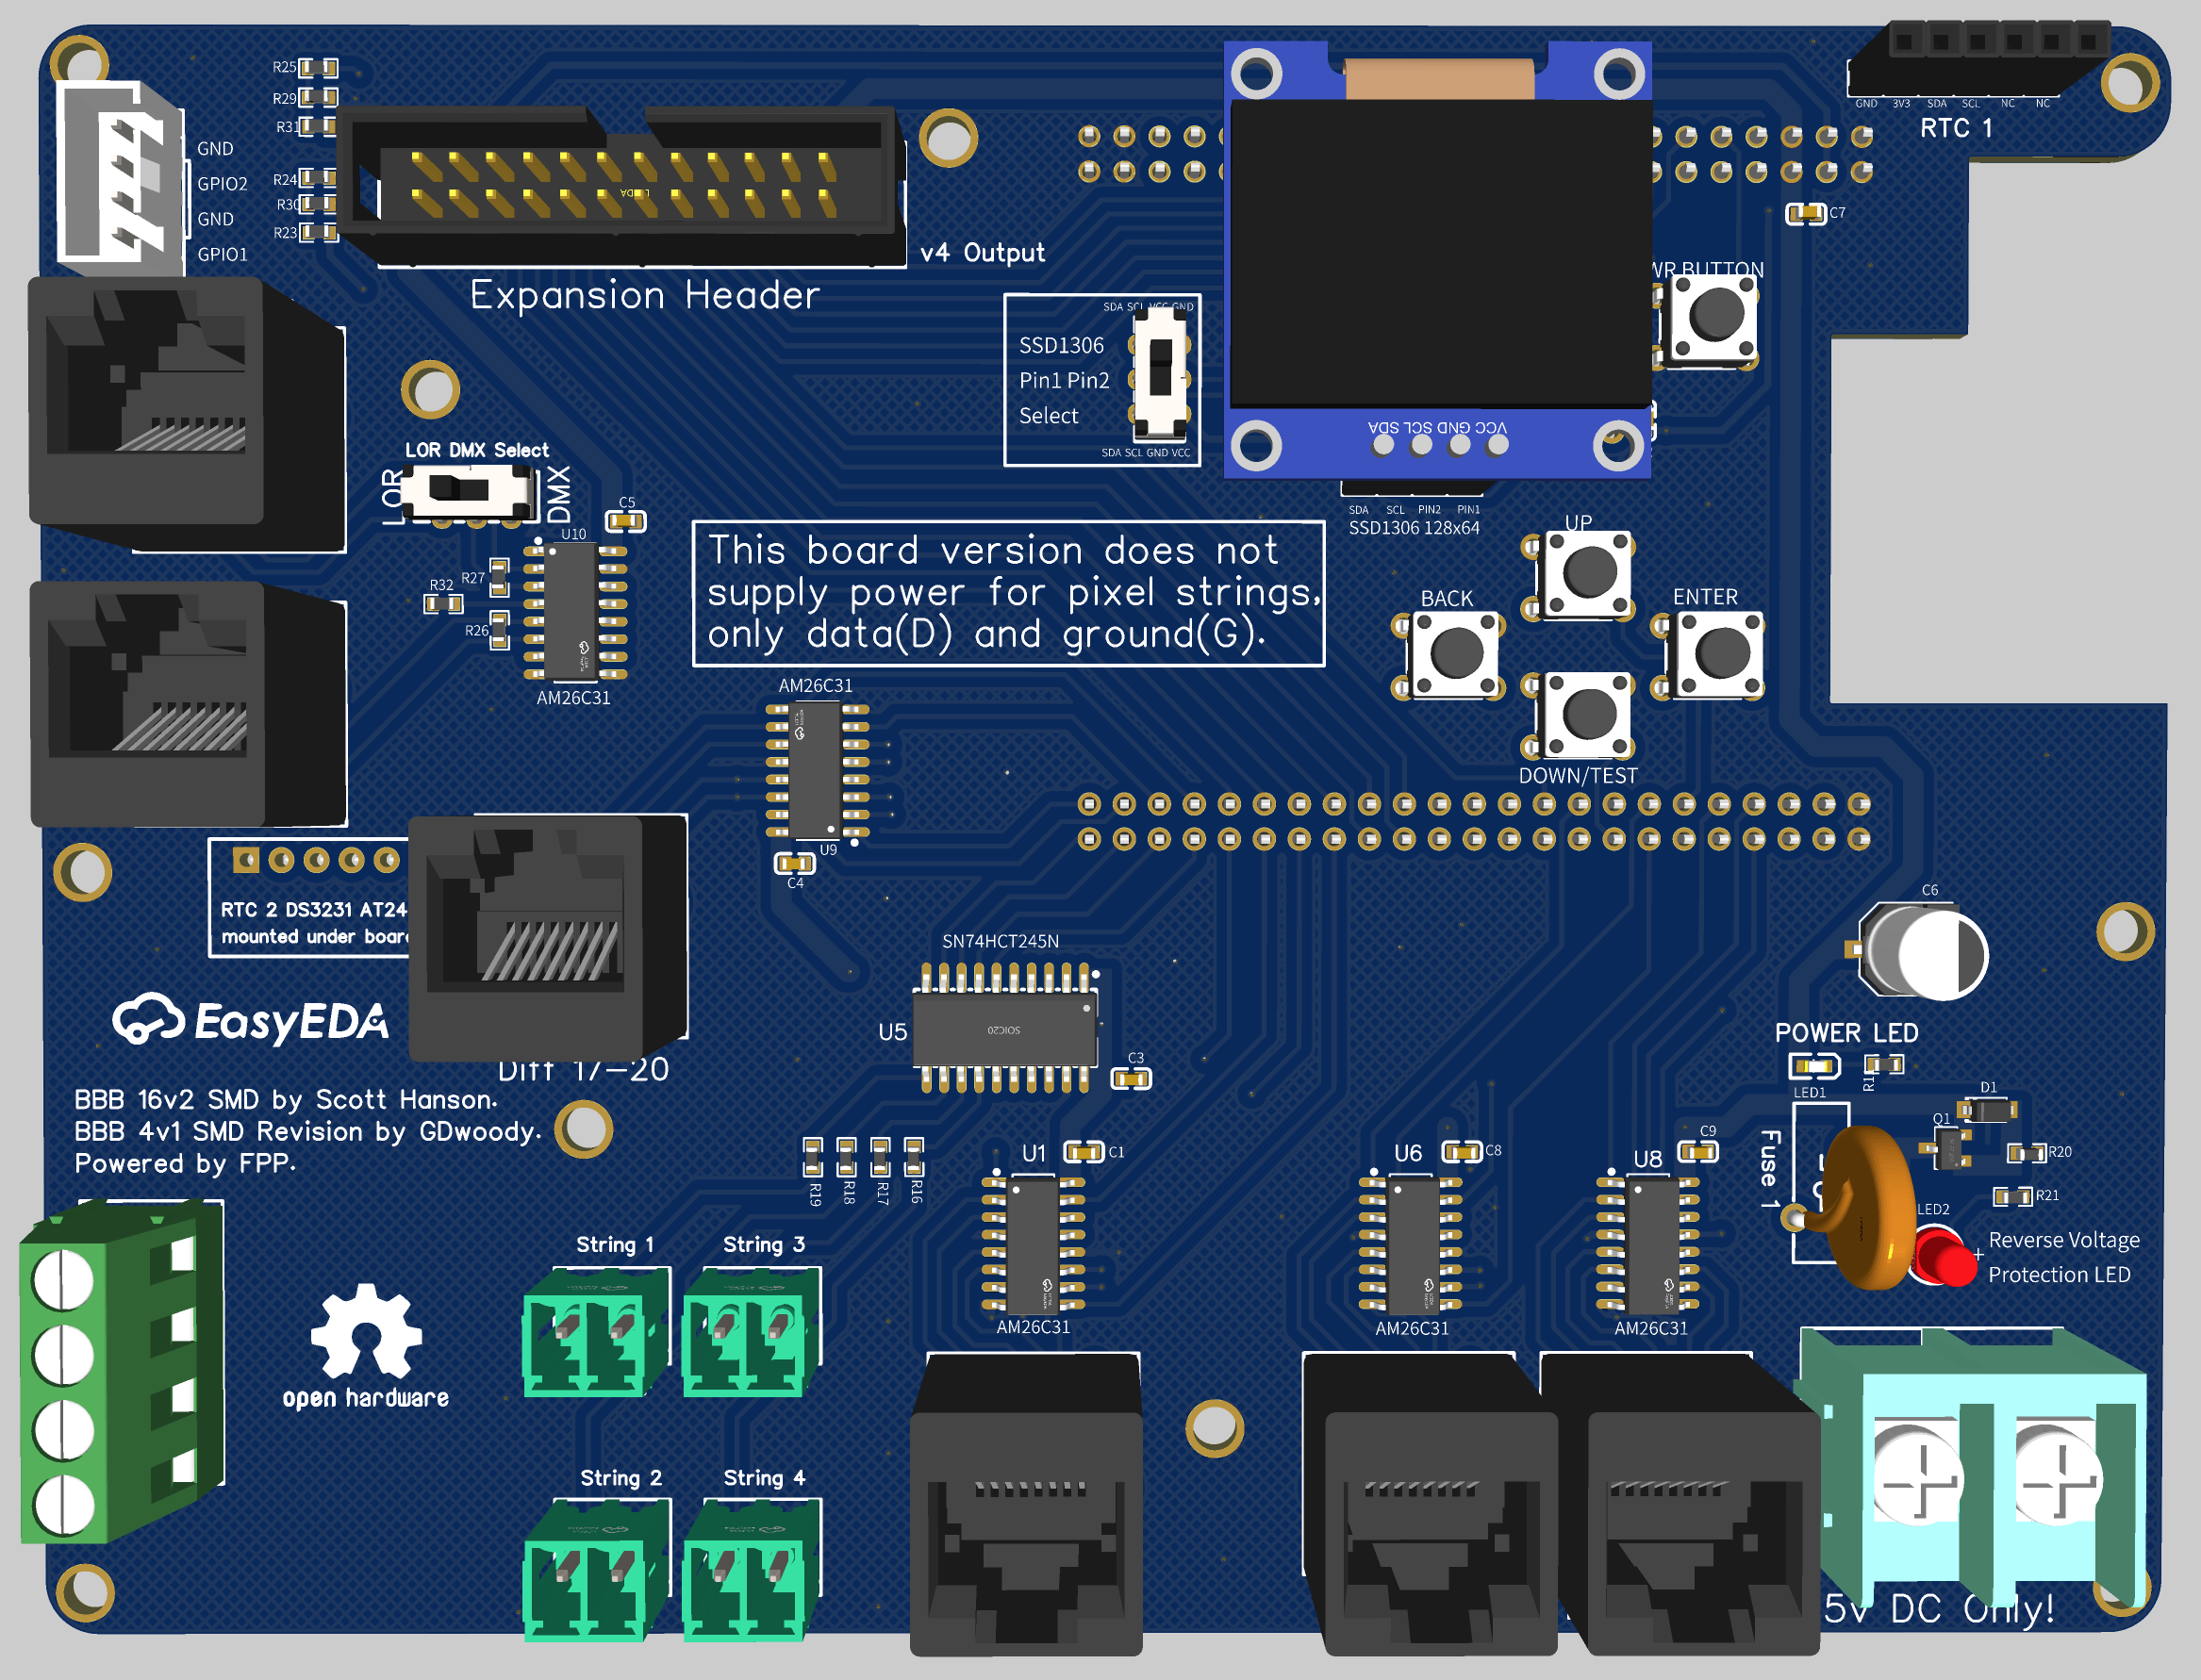 R25
R29
R31
R24
R30
R23
GND
GPIO2
GND
GPIO1
v4 Output
Expansion Header
GND 3V3 SDA SCL NC NC
RTC 1
C7
WR BUTTON
SDA SCL VCC GND
SSD1306
Pin1 Pin2
Select
SDA SCL GND VCC
VCC GND SCL SDA
SDA SCL PIN2 PIN1
SSD1306 128x64
LOR DMX Select
LOR
DMX
C5
U10
R27
R32
R26
AM26C31
This board version does not
supply power for pixel strings,
only data(D) and ground(G).
UP
BACK
ENTER
DOWN/TEST
AM26C31
U9
C4
RTC 2 DS3231 AT24
mounted under boar
EasyEDA
Diff 17-20
BBB 16v2 SMD by Scott Hanson.
BBB 4v1 SMD Revision by GDwoody.
Powered by FPP.
SN74HCT245N
U5
SOIC20
C3
C6
POWER LED
LED1
R1
D1
Q1
R20
R21
Fuse 1
LED2
Reverse Voltage
Protection LED
R19
R18
R17
R16
U1
C1
AM26C31
U6
C8
AM26C31
U8
C9
AM26C31
String 1
String 3
String 2
String 4
open hardware
5v DC Only!